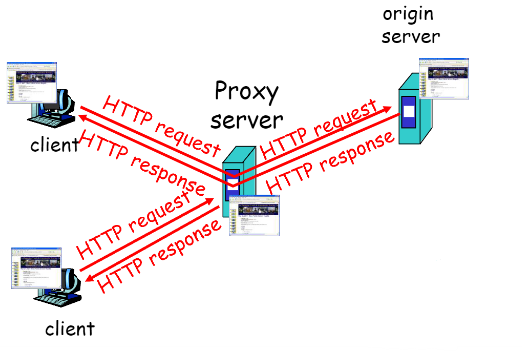 origin
server
Proxy
server
client
HTTP request
HTTP response
HTTP request
HTTP response
HTTP request
HTTP response
client